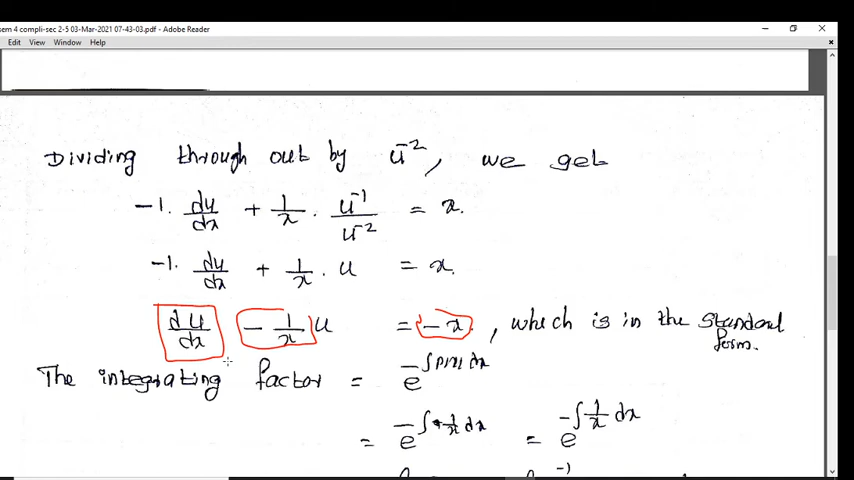 sem 4 compli-sec 2-5 03-Mar-2021 07-43-03.pdf - Adobe Reader
Edit View Window Help
Dividing through out by u⁻², we get
-1. du/dx + 1/x . u⁻¹/u⁻² = x.
-1. du/dx + 1/x . u = x.
du/dx - 1/x u = -x. , which is in the standard form.
The integrating factor = e^∫p(x) dx
= e^∫-1/x dx = e^-∫1/x dx